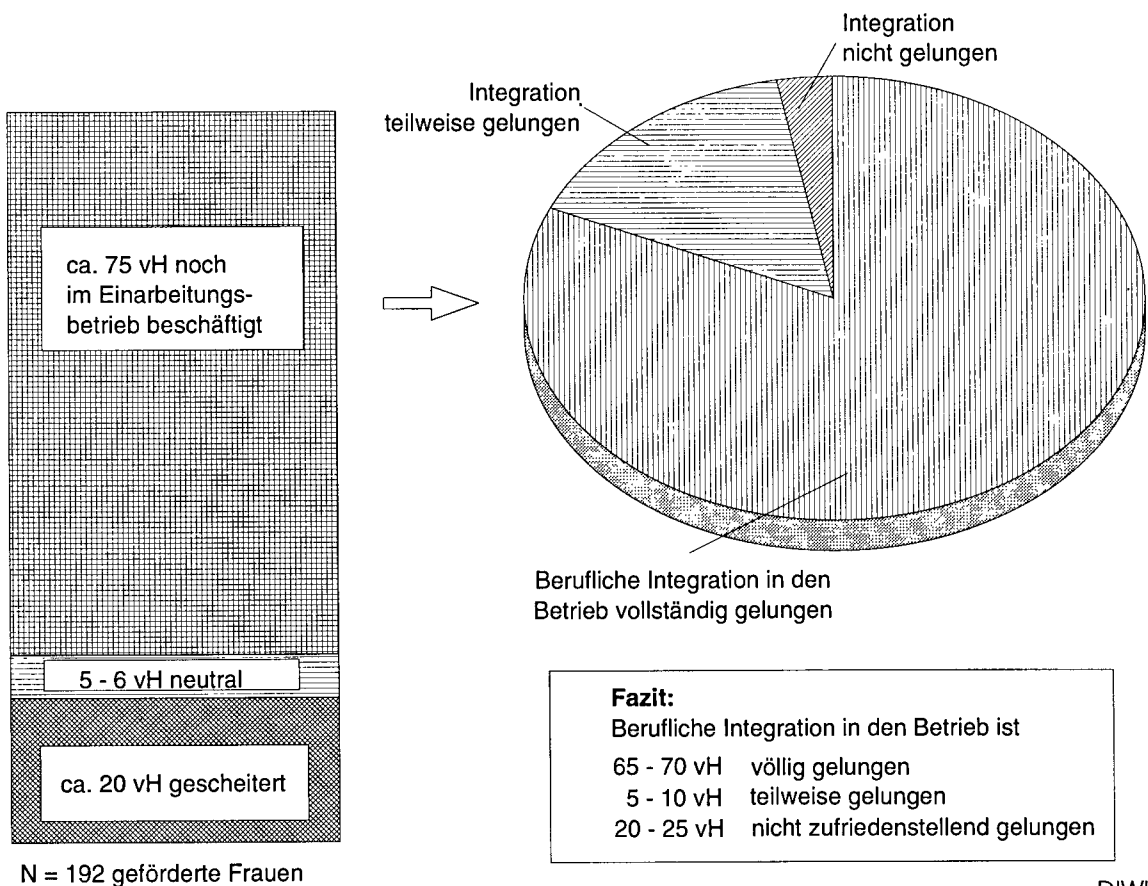 Integration
nicht gelungen
Integration
teilweise gelungen
ca. 75 vH noch
im Einarbeitungs-
betrieb beschäftigt
5 - 6 vH neutral
ca. 20 vH gescheitert
N = 192 geförderte Frauen
Berufliche Integration in den
Betrieb vollständig gelungen
Fazit:
Berufliche Integration in den Betrieb ist
65 - 70 vH völlig gelungen
5 - 10 vH teilweise gelungen
20 - 25 vH nicht zufriedenstellend gelungen